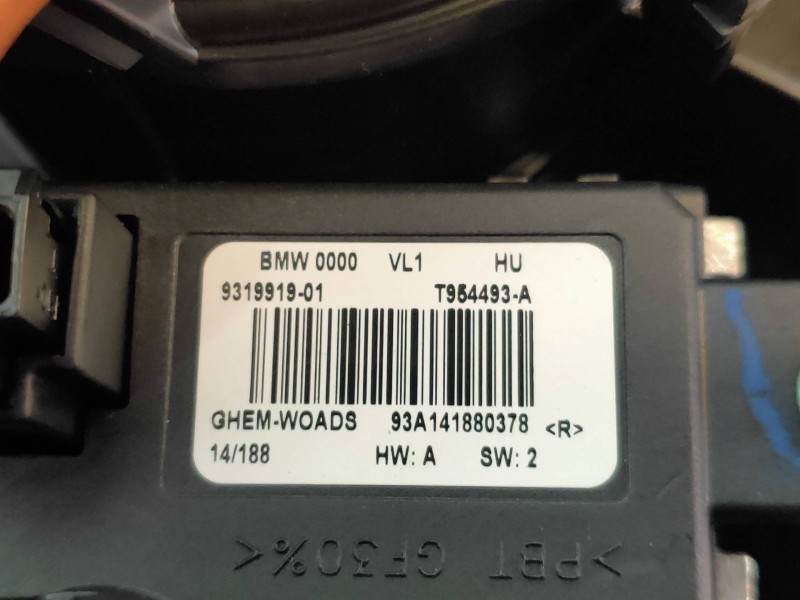 BMW 0000 VL1 HU
9319919-01 T954493-A
GHEM-WOADS 93A141880378 <R>
14/188 HW: A SW: 2
>PBT GF30%<